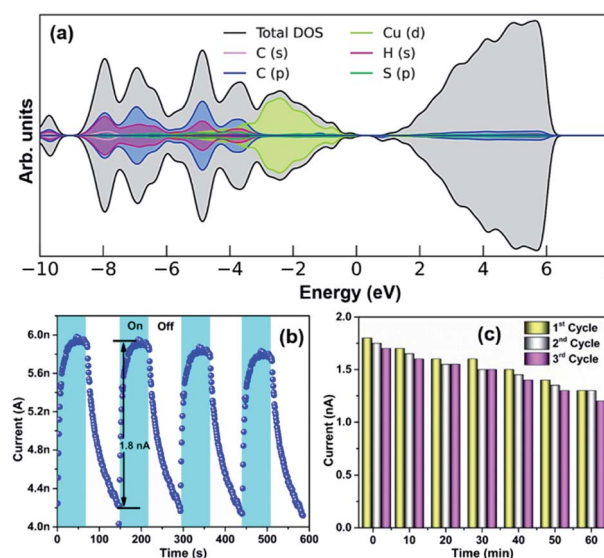 (a)
Total DOS Cu (d)
C (s) H (s)
C (p) S (p)
Arb. units
−10 −8 −6 −4 −2 0 2 4 6 8
Energy (eV)
(b)
On Off
6.0n
5.6n
5.2n
4.8n
4.4n
4.0n
1.8 nA
Current (A)
0 100 200 300 400 500 600
Time (s)
(c)
1st Cycle
2nd Cycle
3rd Cycle
2.0
1.5
1.0
0.5
0.0
Current (nA)
0 10 20 30 40 50 60
Time (min)